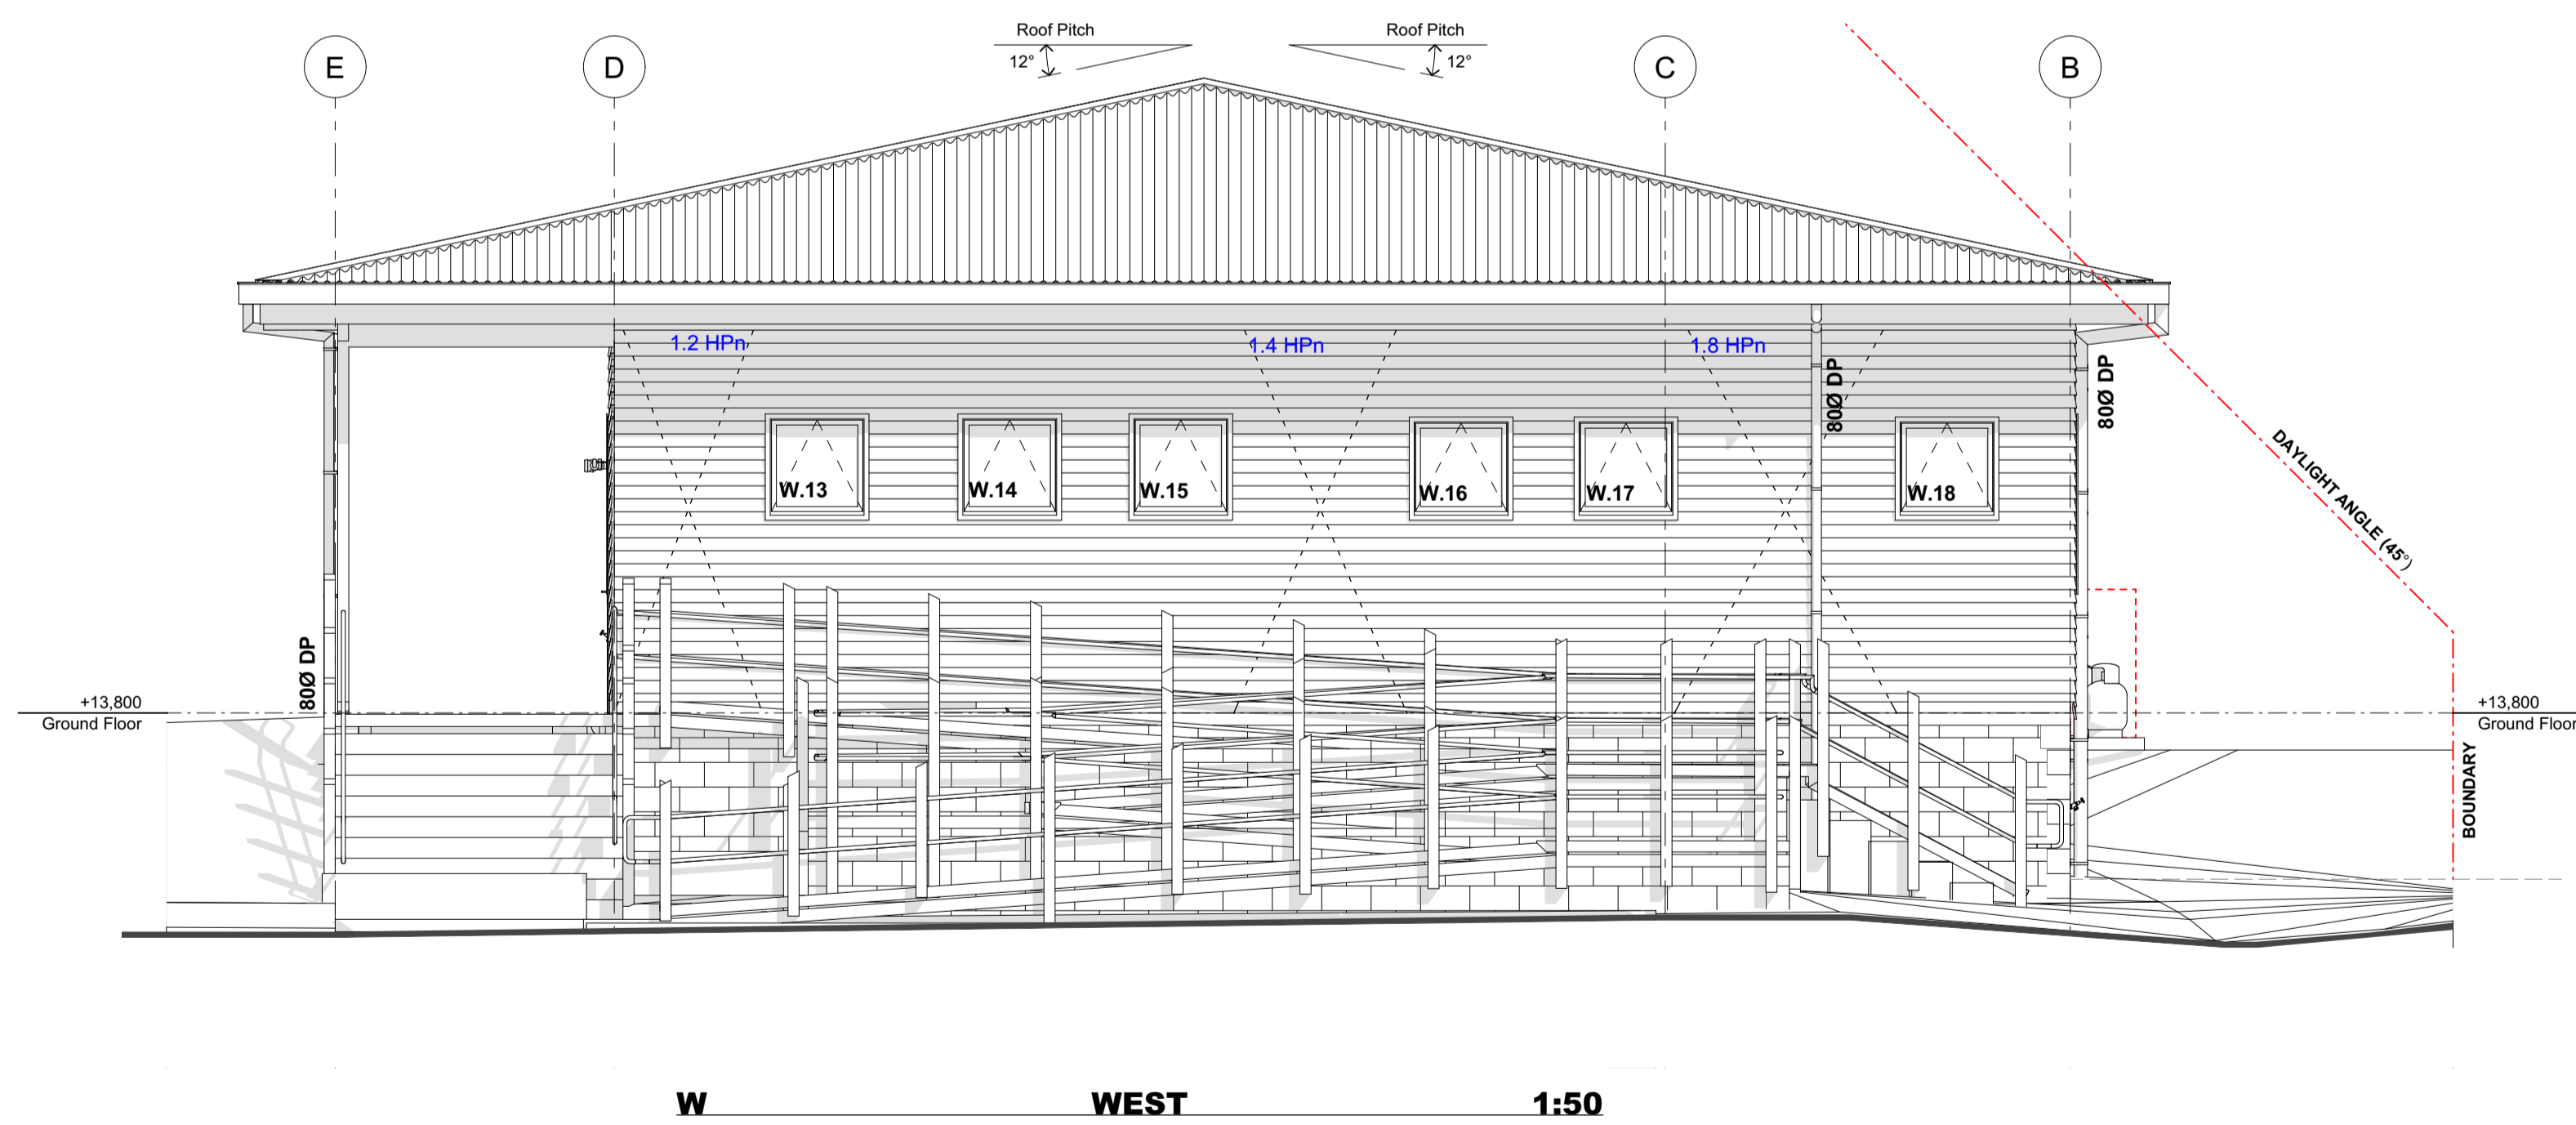 Roof Pitch
Roof Pitch
12°
12°
E
D
C
B
1.2 HPn
1.4 HPn
1.8 HPn
80Ø DP
80Ø DP
DAYLIGHT ANGLE (45°)
W.13
W.14
W.15
W.16
W.17
W.18
80Ø DP
+13,800
Ground Floor
+13,800
Ground Floor
BOUNDARY
W WEST 1:50